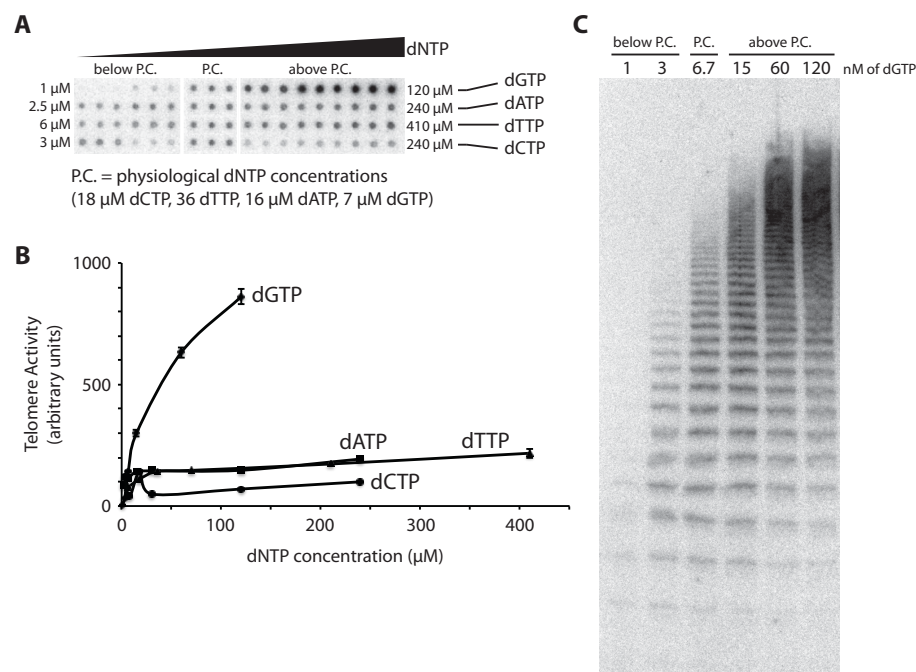 A
dNTP
below P.C. P.C. above P.C.
1 µM 120 µM dGTP
2.5 µM 240 µM dATP
6 µM 410 µM dTTP
3 µM 240 µM dCTP
P.C. = physiological dNTP concentrations
(18 µM dCTP, 36 dTTP, 16 µM dATP, 7 µM dGTP)
B
1000
500
0
Telomere Activity
(arbitrary units)
dGTP
dATP
dTTP
dCTP
0 100 200 300 400
dNTP concentration (µM)
C
below P.C. P.C. above P.C.
1 3 6.7 15 60 120 nM of dGTP